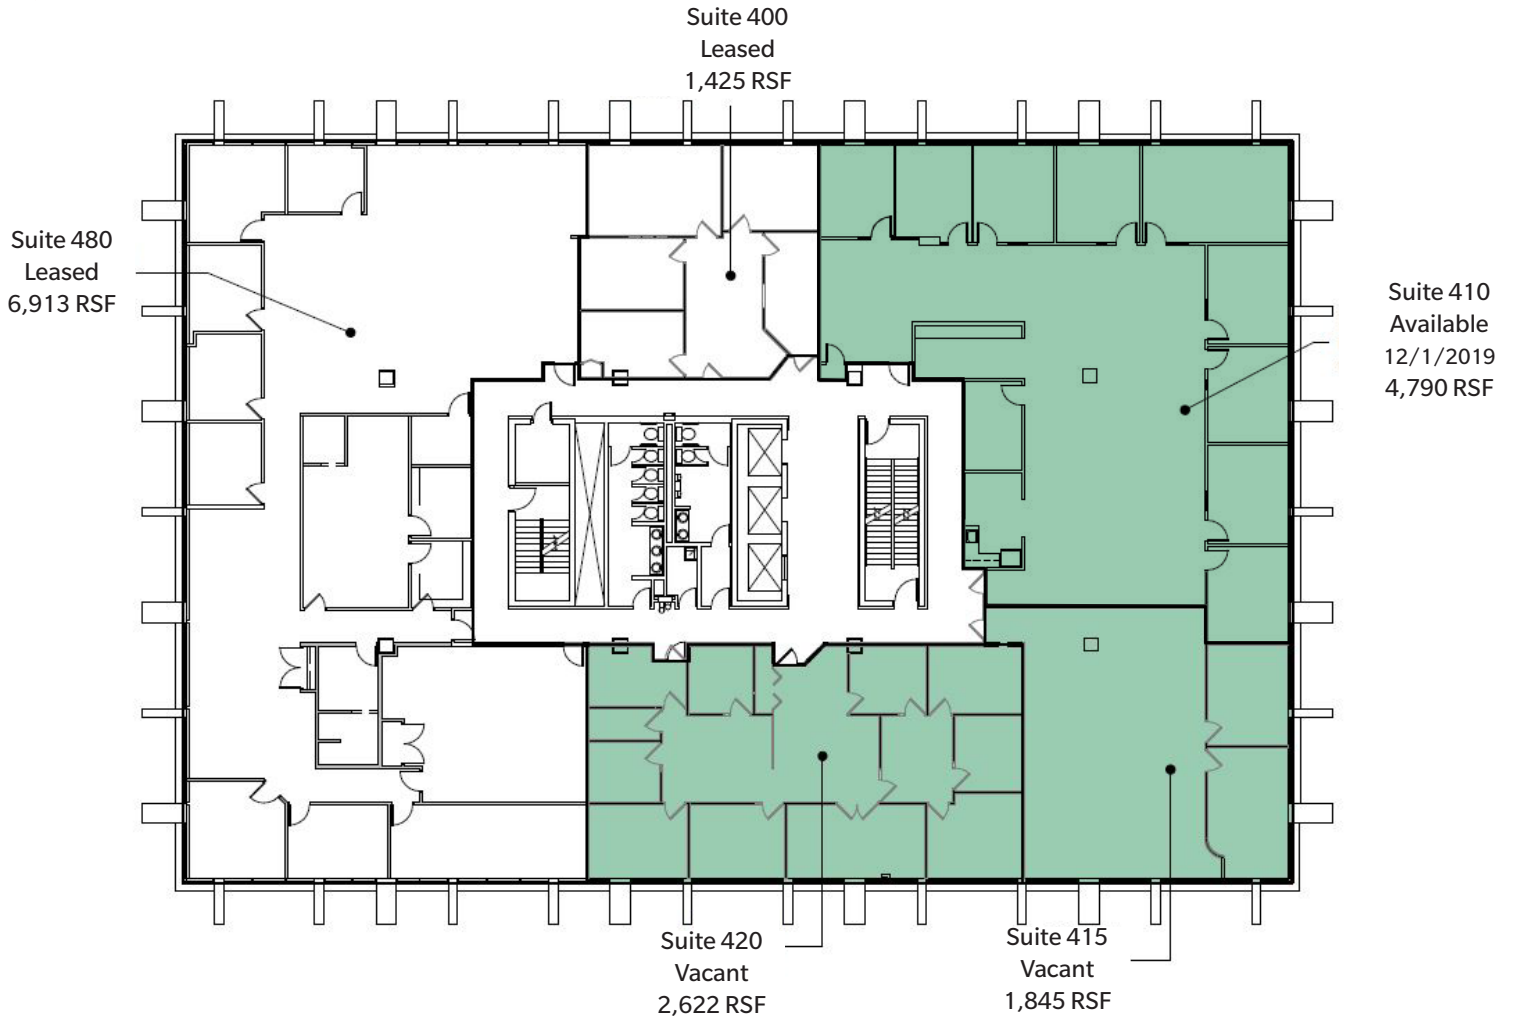 Suite 400
Leased
1,425 RSF
Suite 480
Leased
6,913 RSF
Suite 410
Available
12/1/2019
4,790 RSF
Suite 420
Vacant
2,622 RSF
Suite 415
Vacant
1,845 RSF